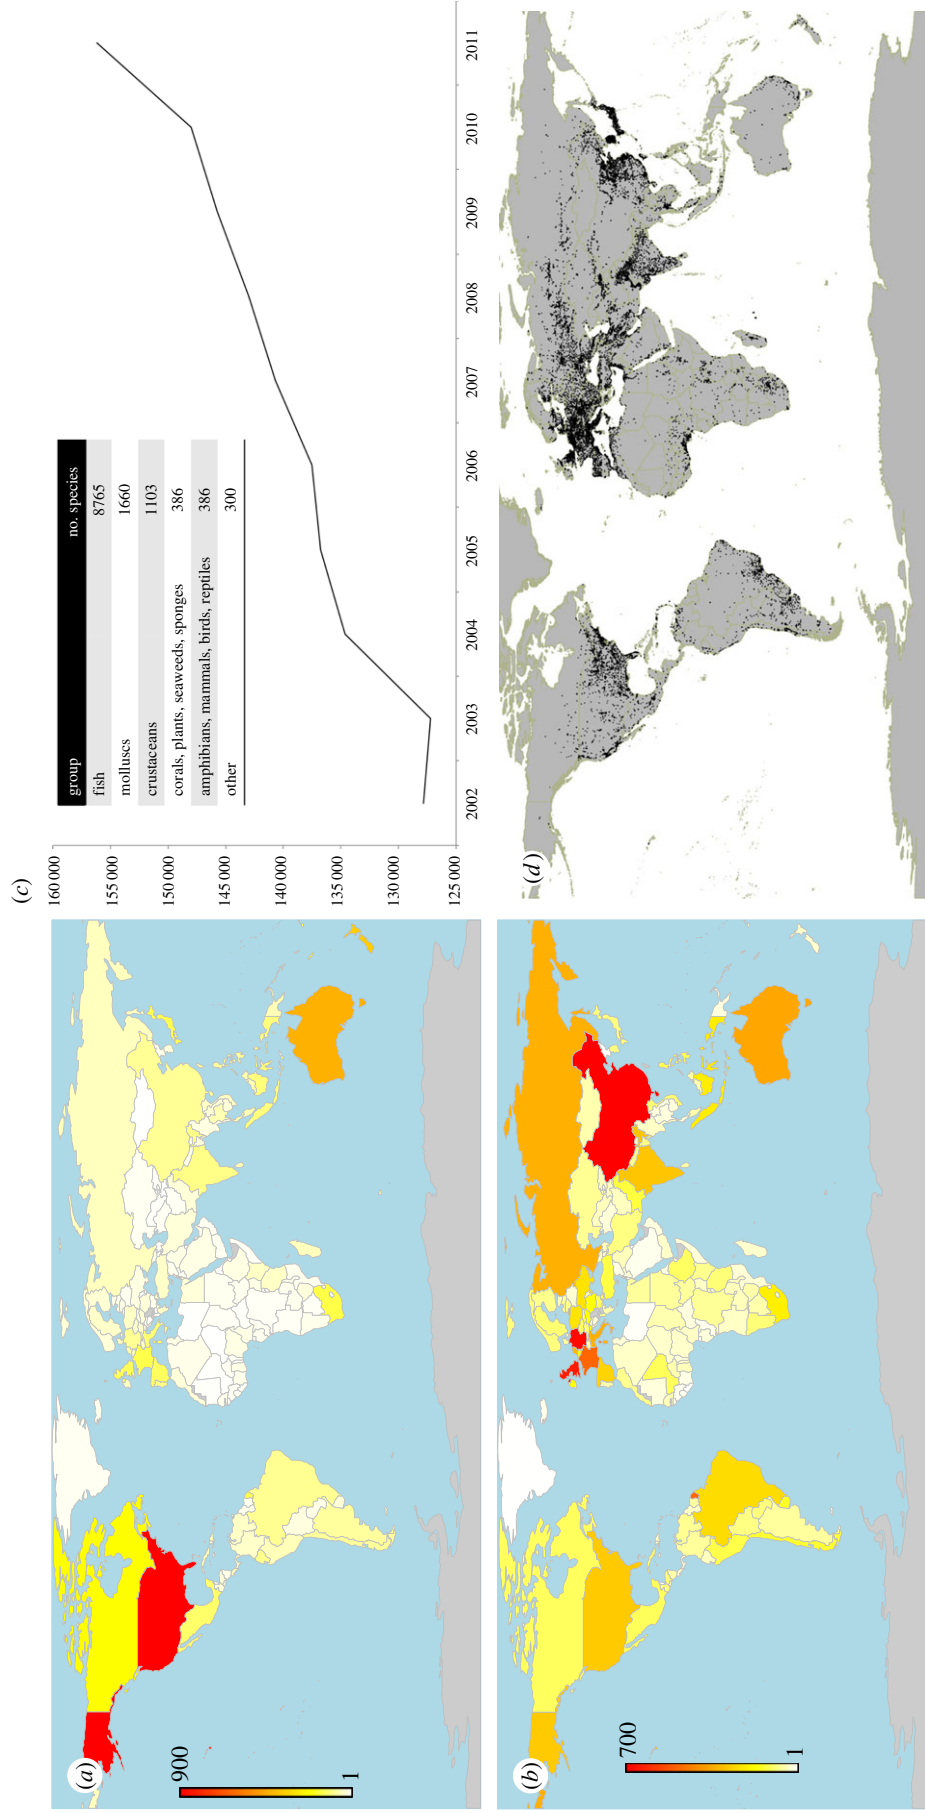 (a)
900
1
(b)
700
1
(c)
160 000
155 000
150 000
145 000
140 000
135 000
130 000
125 000
group no. species
fish 8765
molluscs 1660
crustaceans 1103
corals, plants, seaweeds, sponges 386
amphibians, mammals, birds, reptiles 386
other 300
2002 2003 2004 2005 2006 2007 2008 2009 2010 2011
(d)